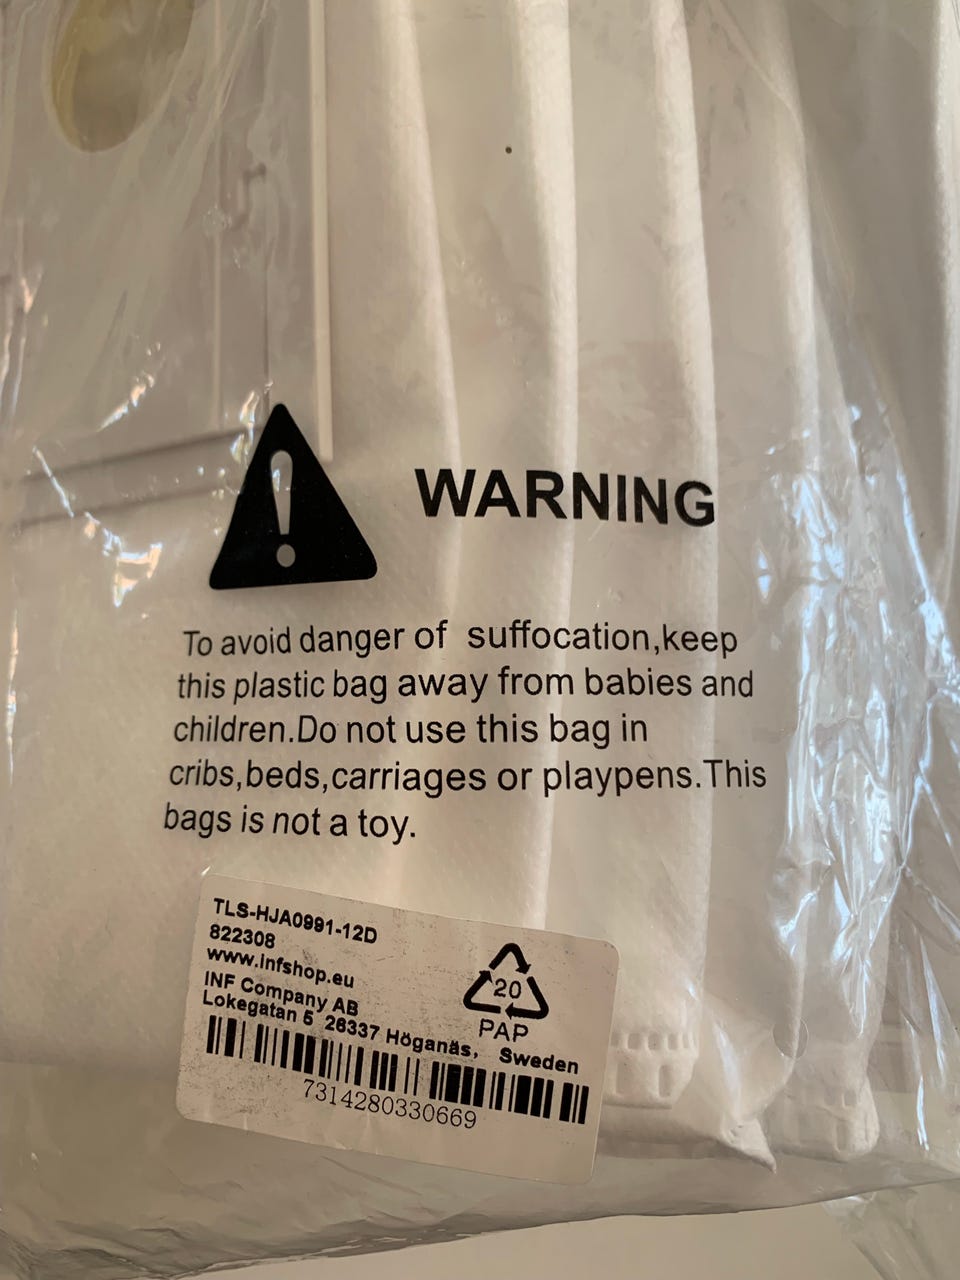 WARNING
To avoid danger of suffocation,keep
this plastic bag away from babies and
children.Do not use this bag in
cribs,beds,carriages or playpens.This
bags is not a toy.
TLS-HJA0991-12D
822308
www.infshop.eu
INF Company AB
Lokegatan 5 26337 Höganäs, Sweden
20
PAP
7314280330669